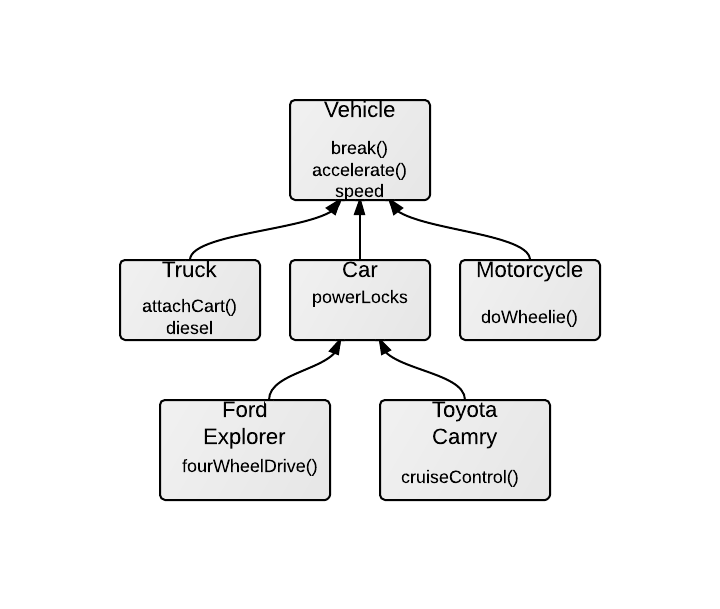 Vehicle
break()
accelerate()
speed
Truck
attachCart()
diesel
Car
powerLocks
Motorcycle
doWheelie()
Ford
Explorer
fourWheelDrive()
Toyota
Camry
cruiseControl()